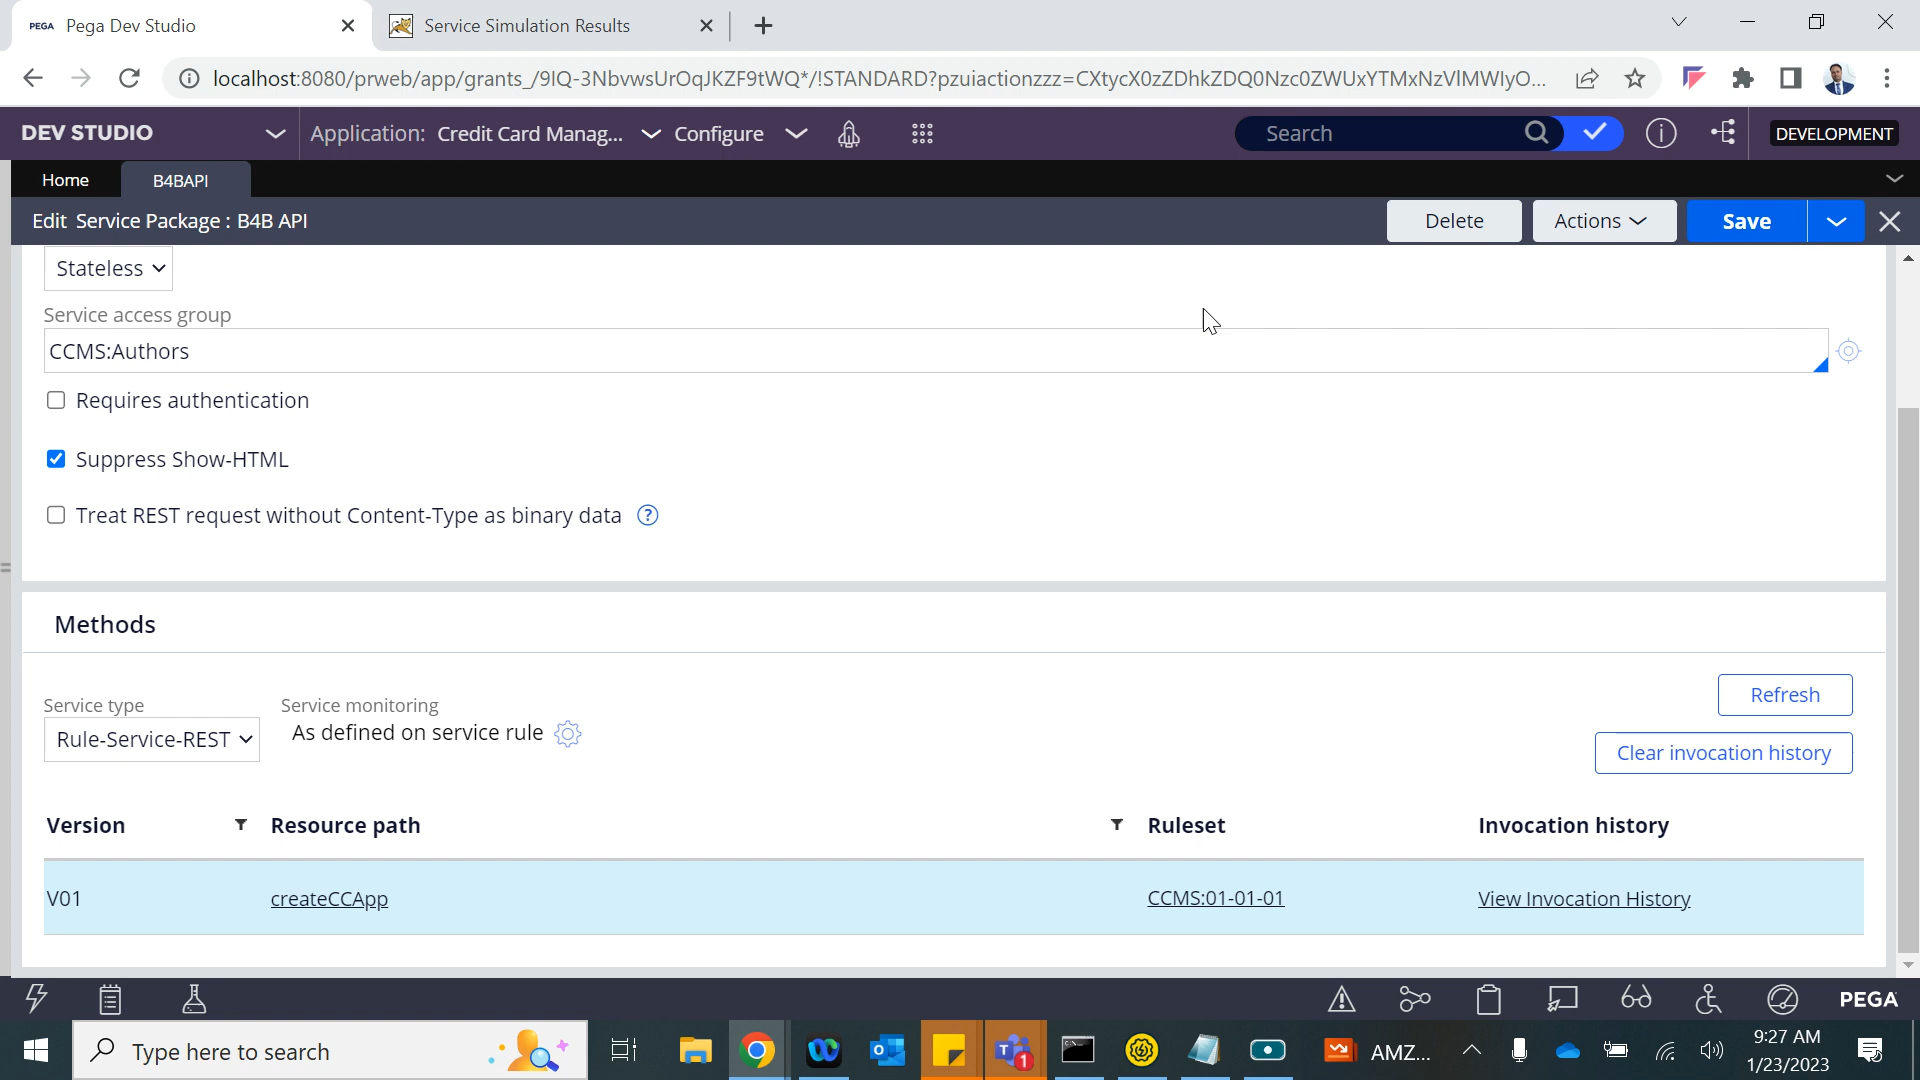 PEGA Pega Dev Studio
Service Simulation Results
localhost:8080/prweb/app/grants_/9IQ-3NbvwsUrOqJKZF9tWQ*/!STANDARD?pzuiactionzzz=CXtycX0zZDhkZDQ0Nzc0ZWUxYTMxNzVlMWIyO...
DEV STUDIO
Application: Credit Card Manag...
Configure
Search
DEVELOPMENT
Home
B4BAPI
Edit Service Package : B4B API
Delete
Actions
Save
Stateless
Service access group
CCMS:Authors
Requires authentication
Suppress Show-HTML
Treat REST request without Content-Type as binary data ?
Methods
Service type
Service monitoring
Refresh
Rule-Service-REST
As defined on service rule
Clear invocation history
Version
Resource path
Ruleset
Invocation history
V01
createCCApp
CCMS:01-01-01
View Invocation History
PEGA
Type here to search
1
AMZ...
9:27 AM
1/23/2023